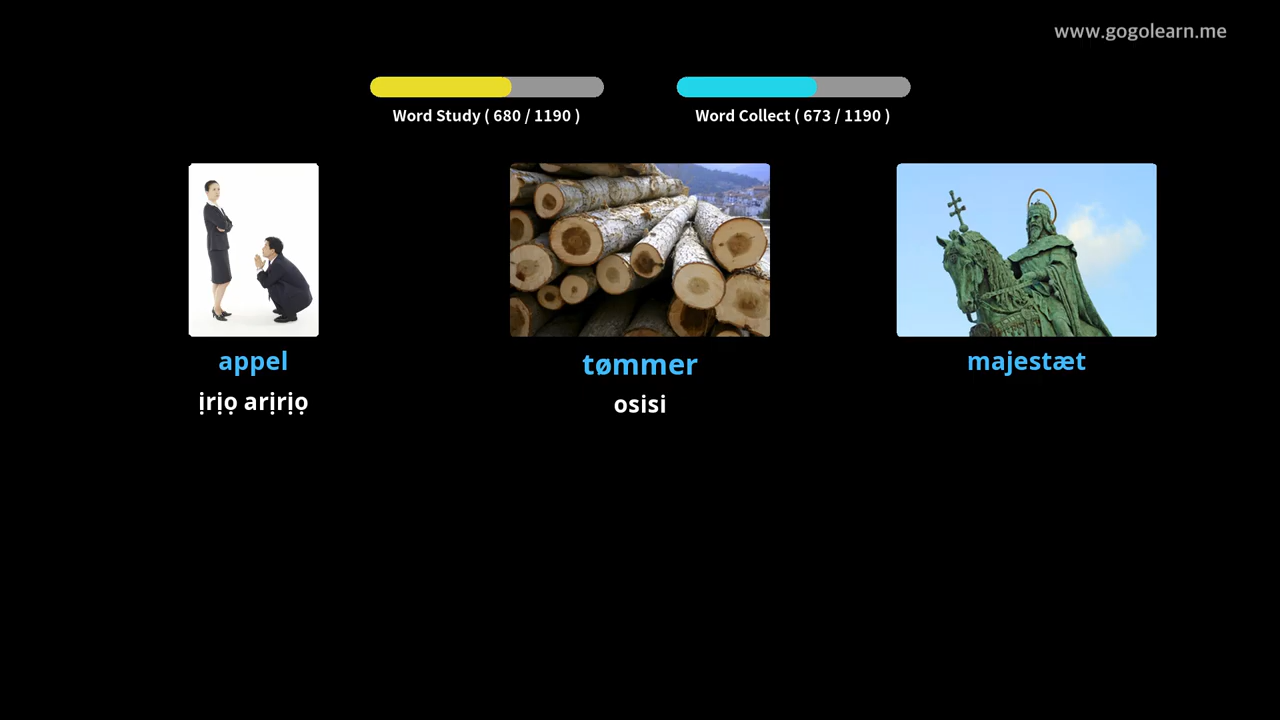 www.gogolearn.me
Word Study ( 680 / 1190 )
Word Collect ( 673 / 1190 )
appel
ịrịọ arịrịọ
tømmer
osisi
majestæt